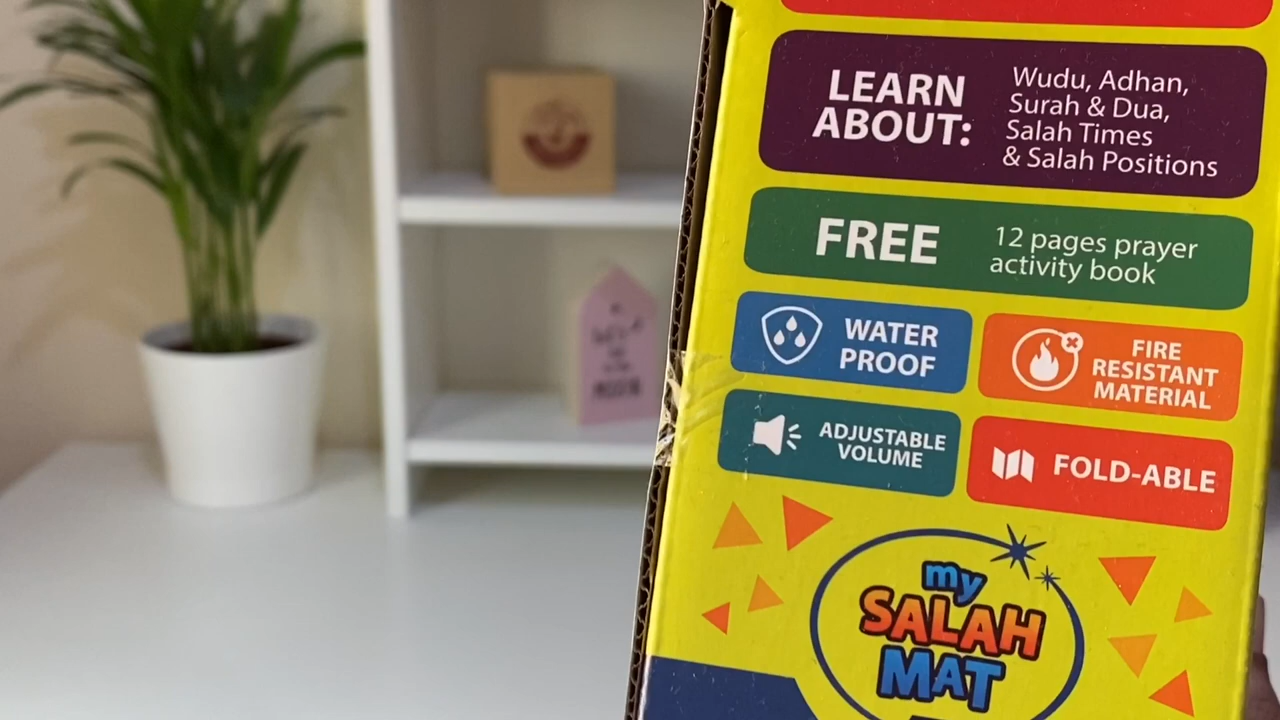 LEARN
ABOUT:
Wudu, Adhan,
Surah & Dua,
Salah Times
& Salah Positions
FREE
12 pages prayer
activity book
WATER
PROOF
FIRE
RESISTANT
MATERIAL
ADJUSTABLE
VOLUME
FOLD-ABLE
my
SALAH
MAT